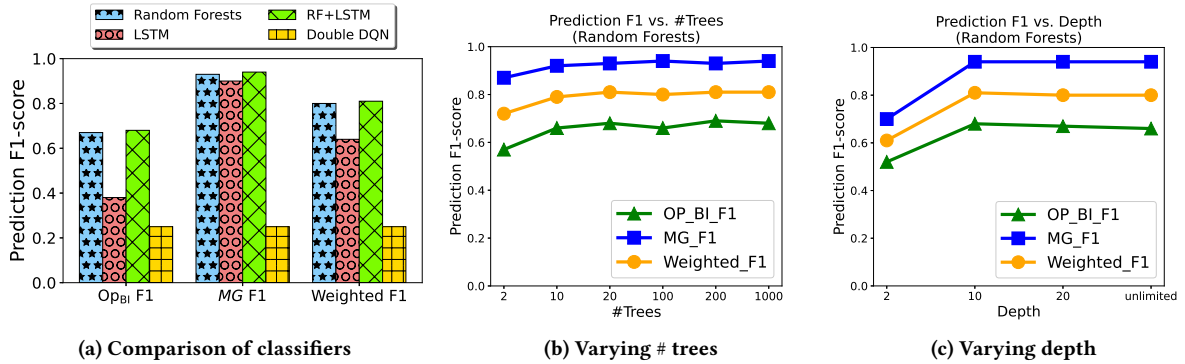 Random Forests
LSTM
RF+LSTM
Double DQN
Prediction F1-score
1.0
0.8
0.6
0.4
0.2
0.0
Op_BI F1
MG F1
Weighted F1
(a) Comparison of classifiers
Prediction F1 vs. #Trees
(Random Forests)
Prediction F1-score
1.0
0.8
0.6
0.4
0.2
0.0
OP_BI_F1
MG_F1
Weighted_F1
2 10 20 100 200 1000
#Trees
(b) Varying # trees
Prediction F1 vs. Depth
(Random Forests)
Prediction F1-score
1.0
0.8
0.6
0.4
0.2
0.0
OP_BI_F1
MG_F1
Weighted_F1
2 10 20 unlimited
Depth
(c) Varying depth